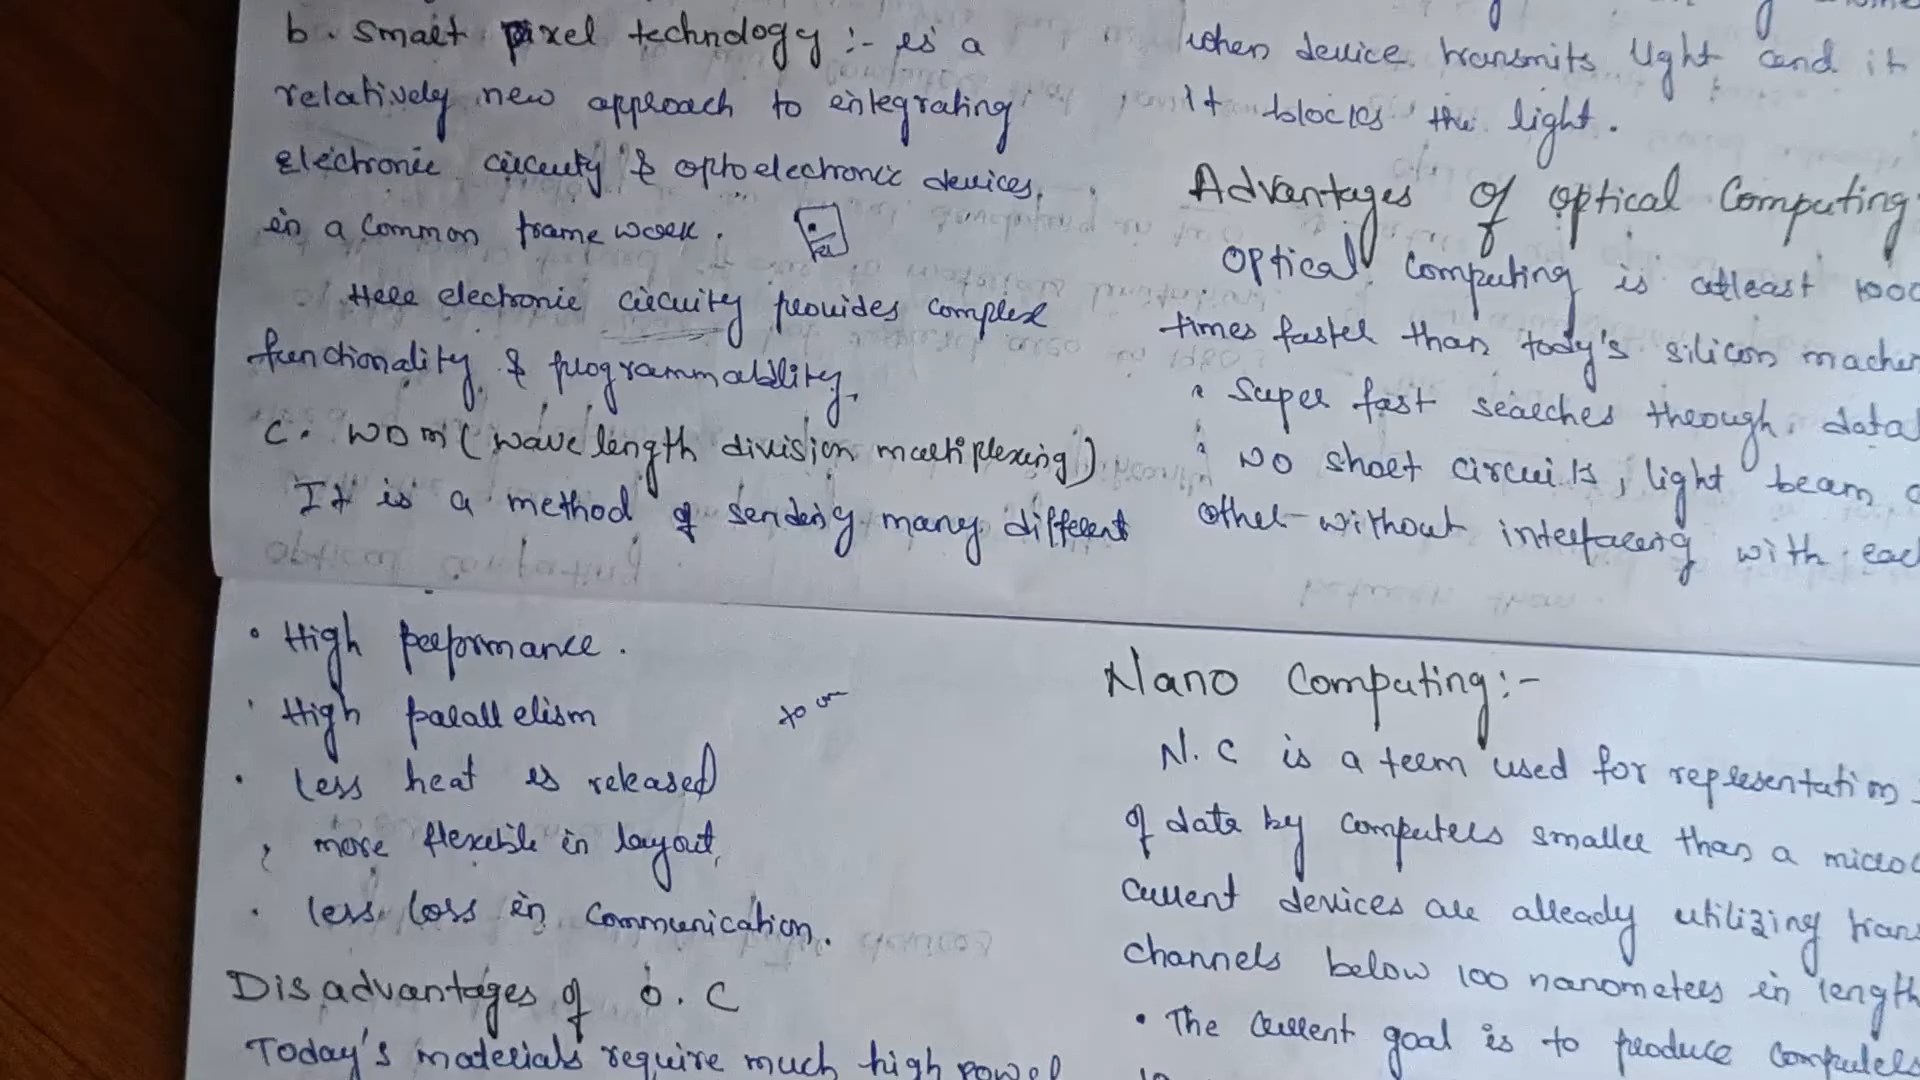 b. Smart pixel technology :- is a
relatively new approach to integrating
electronic circuity & optoelectronic devices,
in a common frame work.
Here electronic circuity provides complex
functionality & programmability.
C. WDM (wave length division multiplexing)
It is a method of sending many different
when device transmits light and it
it blocks the light.
Advantages of optical Computing
Optical Computing is atleast 1000
times faster than tody's silicon
Super fast searches through data
NO short circuits, light beam
other without interfacing with
• High performance.
• High parallelism
• less heat is released
more flexible in layout,
• less loss in communication.
Disadvantages of O.C
Today's materials require much high power
Nano Computing:-
N.C is a term used for representation
of data by computers smaller than a
current devices are already utilizing
channels below 100 nanometers in length
• The current goal is to produce computers